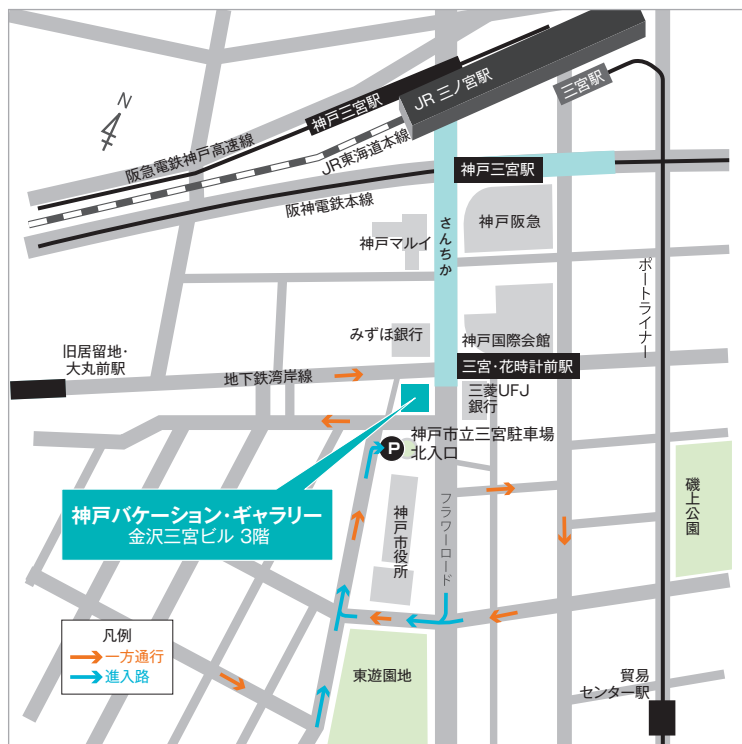 JR 三ノ宮駅
三宮駅
神戸三宮駅
N
阪急電鉄神戸高速線
JR東海道本線
神戸三宮駅
阪神電鉄本線
さんちか
神戸阪急
神戸マルイ
ポートライナー
みずほ銀行
神戸国際会館
旧居留地・
大丸前駅
地下鉄湾岸線
三宮・花時計前駅
三菱UFJ
銀行
P
神戸市立三宮駐車場
北入口
磯上公園
神戸バケーション・ギャラリー
金沢三宮ビル 3階
神戸市役所
フラワーロード
凡例
一方通行
進入路
東遊園地
貿易
センター駅